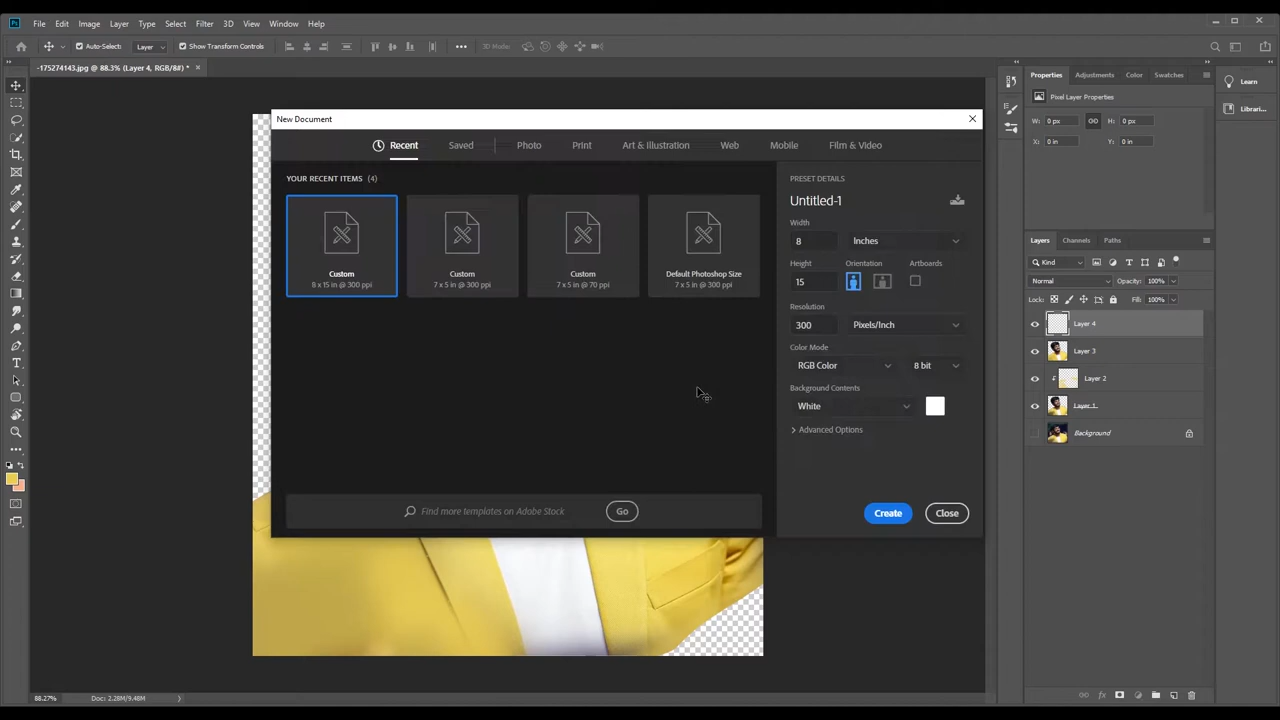 Ps File Edit Image Layer Type Select Filter 3D View Window Help
Auto-Select: Layer Show Transform Controls 3D Mode:
-175274143.jpg @ 88.3% (Layer 4, RGB/8#) *
New Document
Recent Saved Photo Print Art & Illustration Web Mobile Film & Video
YOUR RECENT ITEMS (4)
Custom
8 x 15 in @ 300 ppi
Custom
7 x 5 in @ 300 ppi
Custom
7 x 5 in @ 70 ppi
Default Photoshop Size
7 x 5 in @ 300 ppi
Find more templates on Adobe Stock Go
PRESET DETAILS
Untitled-1
Width
8 Inches
Height Orientation Artboards
15
Resolution
300 Pixels/Inch
Color Mode
RGB Color 8 bit
Background Contents
White
Advanced Options
Create Close
Properties Adjustments Color Swatches
Pixel Layer Properties
W: 0 px H: 0 px
X: 0 in Y: 0 in
Layers Channels Paths
Kind
Normal Opacity: 100%
Lock: Fill: 100%
Layer 4
Layer 3
Layer 2
Layer 1
Background
Learn
Librari...
88.27% Doc: 2.28M/9.48M